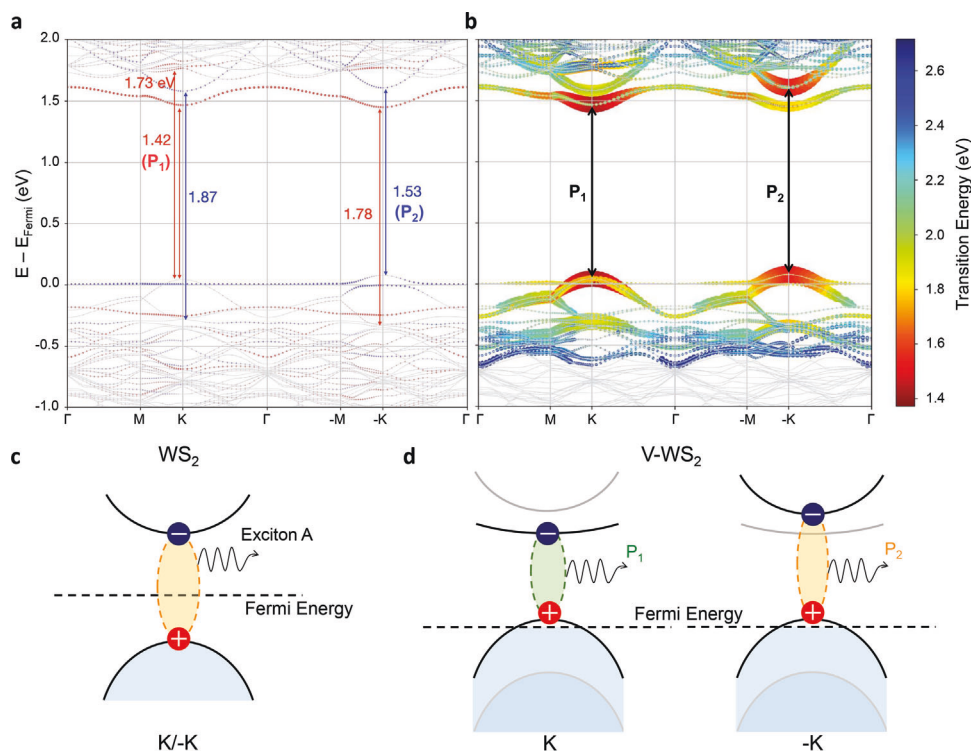 a
b
2.0
1.5
1.0
0.5
0.0
-0.5
-1.0
E – E_Fermi (eV)
1.73 eV
1.42
(P₁)
1.87
1.53
(P₂)
1.78
Γ M K Γ -M -K Γ
P₁
P₂
Γ M K Γ -M -K Γ
2.6
2.4
2.2
2.0
1.8
1.6
1.4
Transition Energy (eV)
c
WS₂
−
Exciton A
Fermi Energy
+
K/-K
d
V-WS₂
−
P₁
+
Fermi Energy
K
−
P₂
+
-K